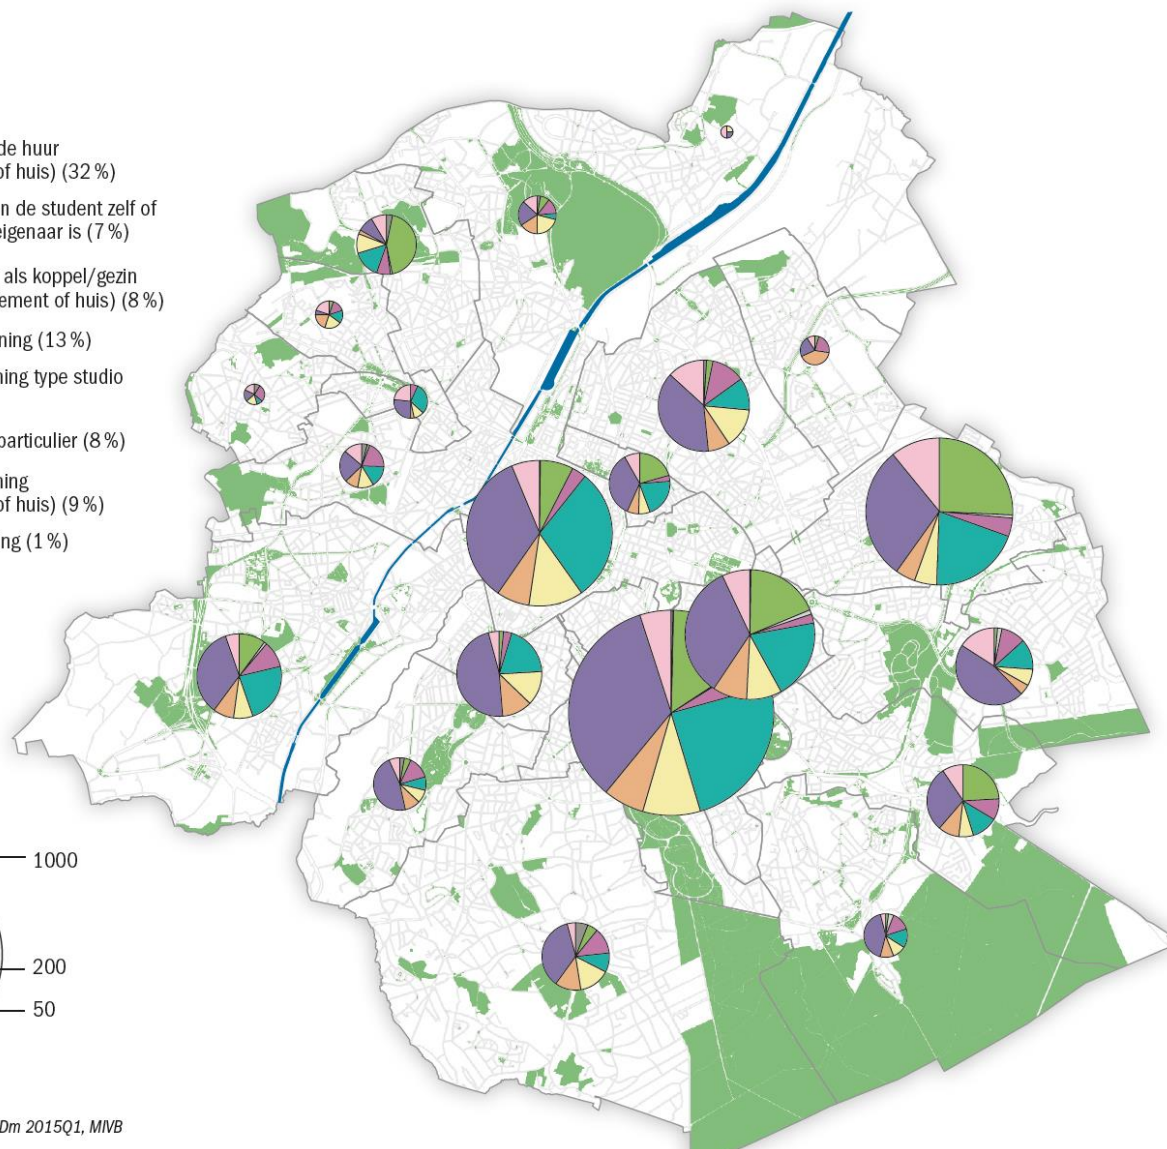 de huur
of huis) (32 %)
n de student zelf of
eigenaar is (7 %)
als koppel/gezin
ement of huis) (8 %)
ning (13 %)
ning type studio
particulier (8 %)
ning
of huis) (9 %)
ng (1 %)
1000
200
50
Dm 2015Q1, MIVB